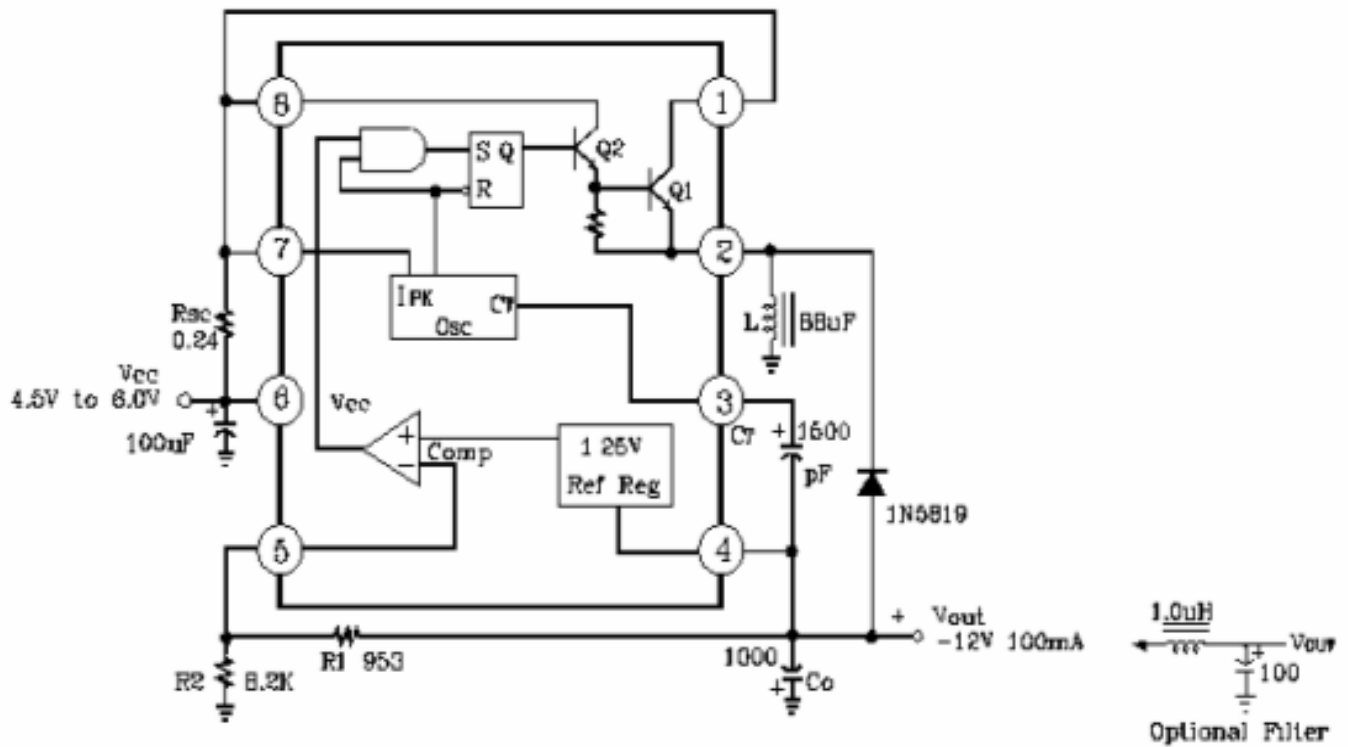 8
1
S Q
R
Q2
Q1
7
2
IPK
CT
Osc
Rsc
0.24
L
88uF
Vcc
4.5V to 6.0V
6
+
100uF
Vcc
+
−
Comp
1 25V
Ref Reg
3
CT
+
1500
pF
1N5819
5
4
+
Vout
-12V 100mA
R1 953
R2
8.2K
1000
+
Co
1.0uH
Vout
+
100
Optional Filter